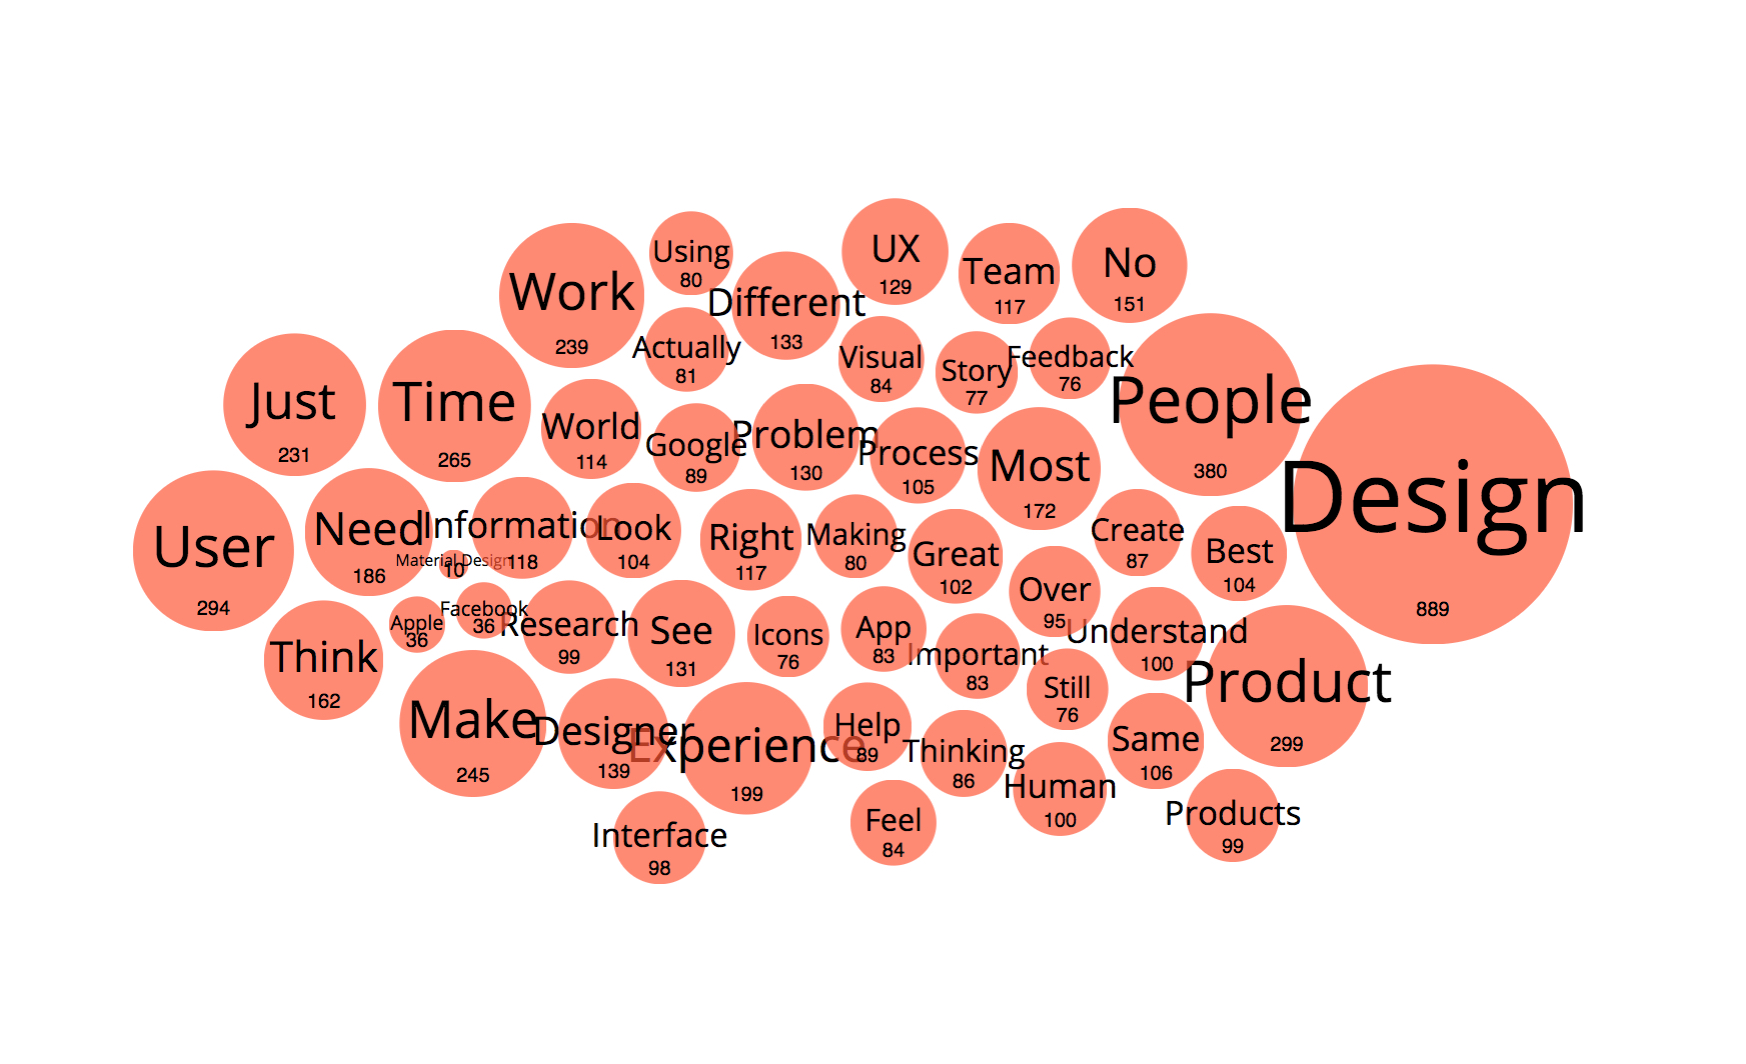 Using
80
UX
129
Team
117
No
151
Work
239
Different
133
Actually
81
Visual
84
Story
77
Feedback
76
People
380
Just
231
Time
265
World
114
Google
89
Problem
130
Process
105
Most
172
Design
889
User
294
Need
186
Information
118
Look
104
Right
117
Making
80
Great
102
Create
87
Best
104
Material Design
10
Over
95
Apple
36
Facebook
36
Research
99
See
131
Icons
76
App
83
Important
83
Understand
100
Think
162
Still
76
Product
299
Make
245
Designer
139
Experience
199
Help
89
Thinking
86
Same
106
Human
100
Interface
98
Feel
84
Products
99